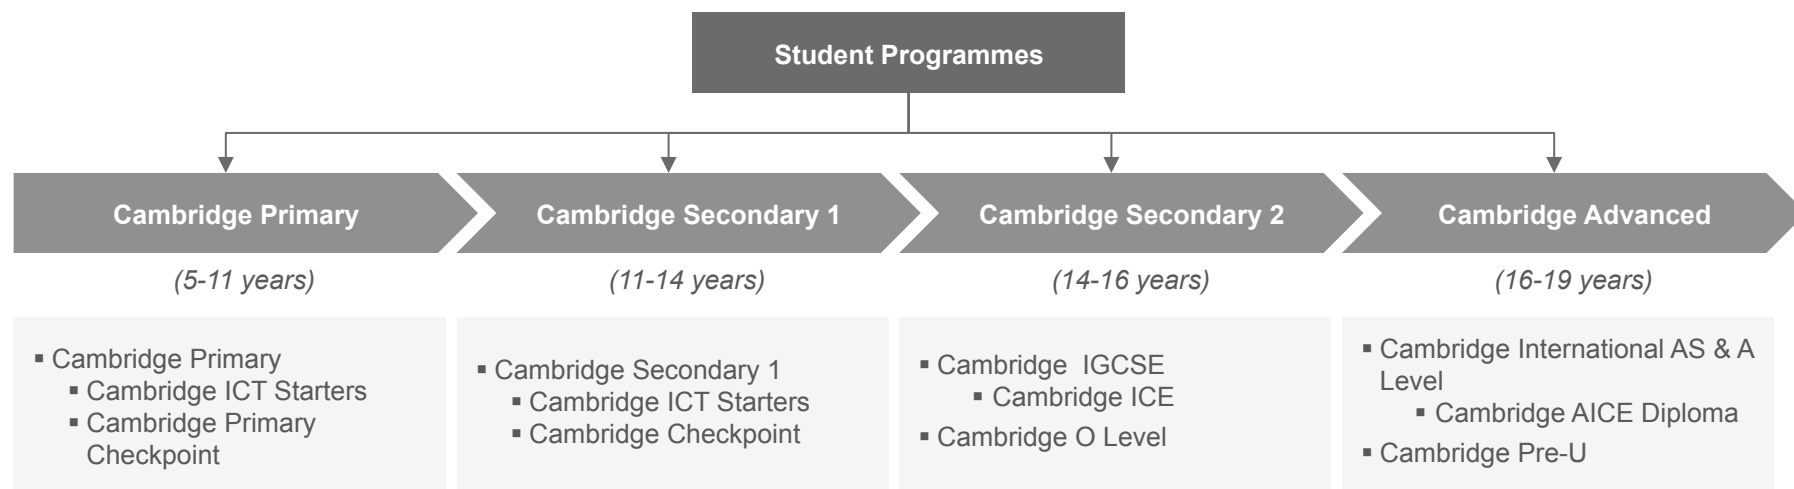 Student Programmes
Cambridge Primary
Cambridge Secondary 1
Cambridge Secondary 2
Cambridge Advanced
(5-11 years)
(11-14 years)
(14-16 years)
(16-19 years)
▪ Cambridge Primary
▪ Cambridge ICT Starters
▪ Cambridge Primary
Checkpoint
▪ Cambridge Secondary 1
▪ Cambridge ICT Starters
▪ Cambridge Checkpoint
▪ Cambridge  IGCSE
▪ Cambridge ICE
▪ Cambridge O Level
▪ Cambridge International AS & A
Level
▪ Cambridge AICE Diploma
▪ Cambridge Pre-U